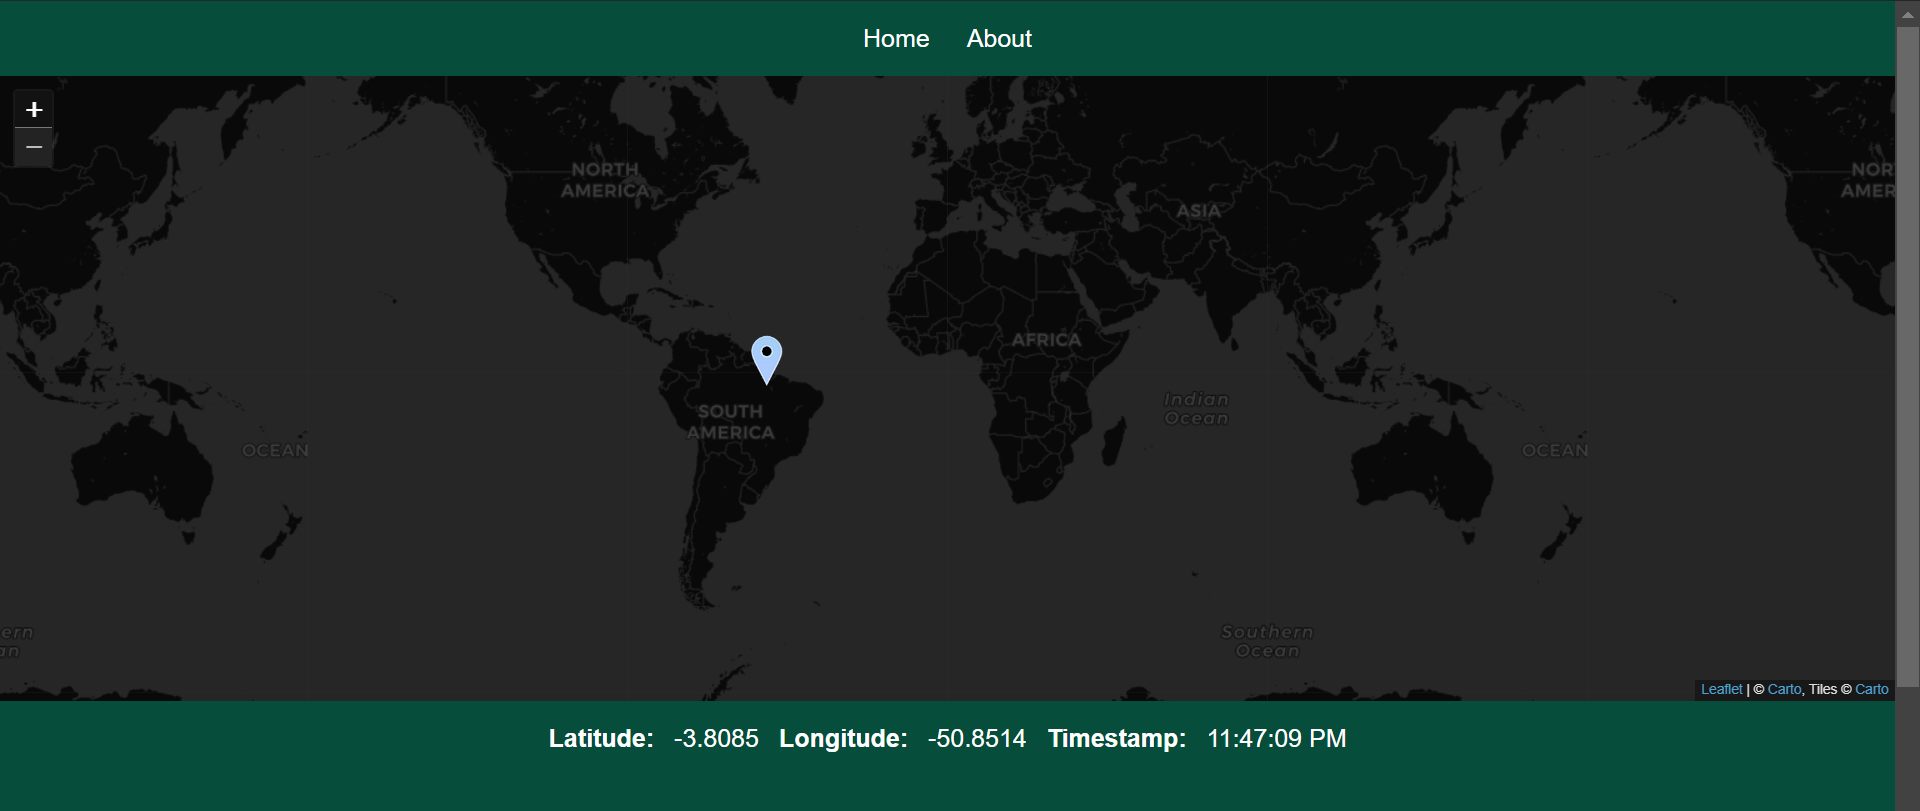 Home About
+
−
NORTH
AMERICA
ASIA
NOR
AMER
AFRICA
SOUTH
AMERICA
Indian
Ocean
OCEAN
OCEAN
ern
an
Southern
Ocean
Leaflet | © Carto, Tiles © Carto
Latitude: -3.8085 Longitude: -50.8514 Timestamp: 11:47:09 PM